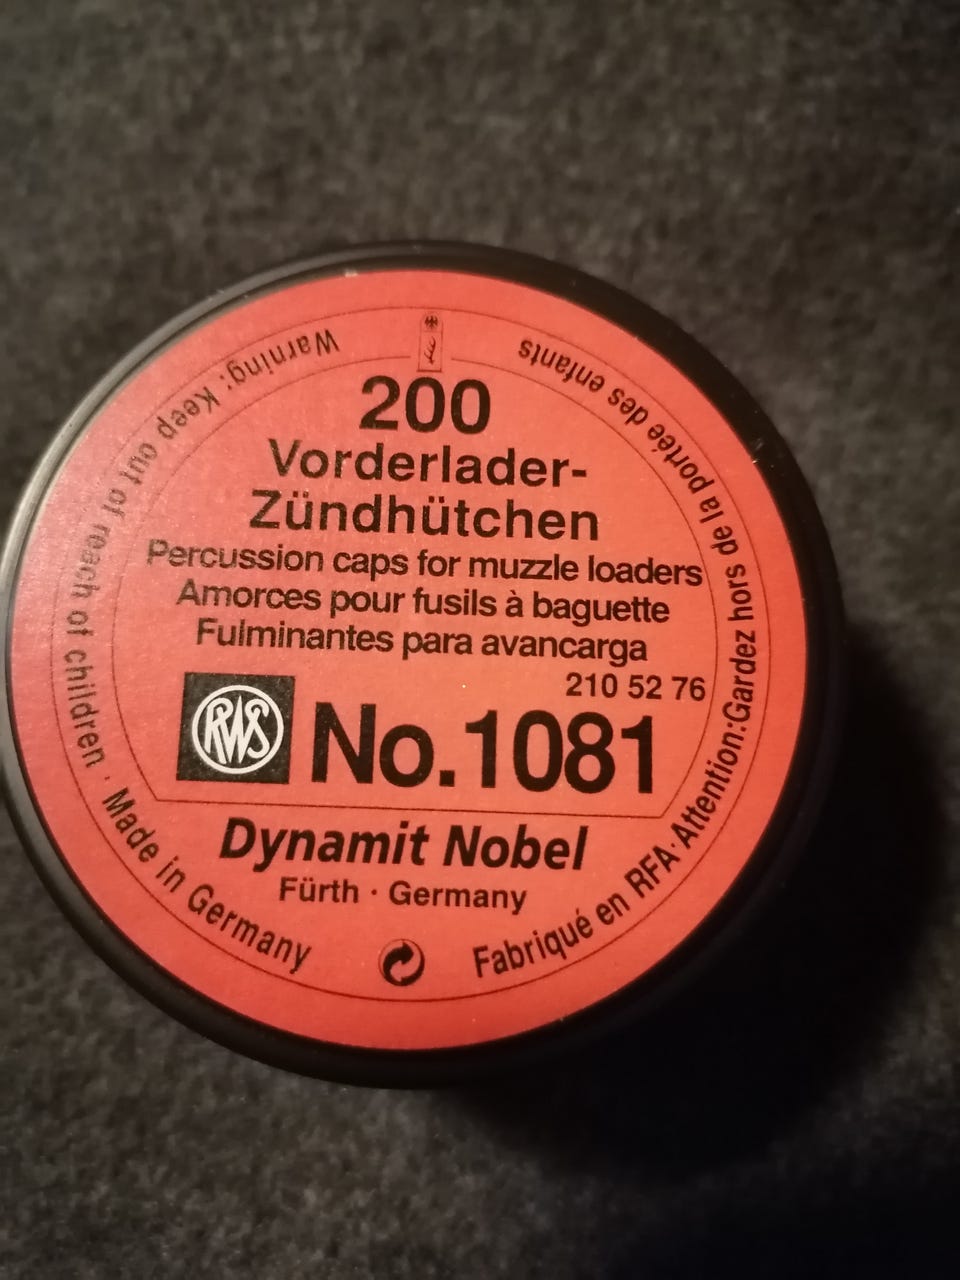 200
Vorderlader-
Zündhütchen
Percussion caps for muzzle loaders
Amorces pour fusils à baguette
Fulminantes para avancarga
210 52 76
RWS
No.1081
Dynamit Nobel
Fürth · Germany
Warning: Keep out of reach of children · Made in Germany
Fabriqué en RFA·Attention:Gardez hors de la portée des enfants